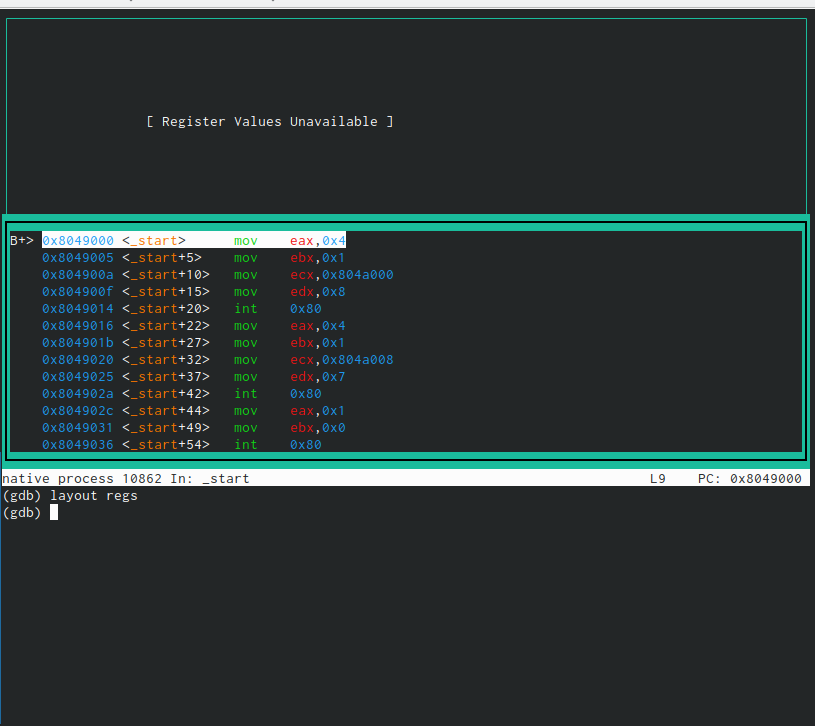 [ Register Values Unavailable ]
B+> 0x8049000 <_start> mov eax,0x4
0x8049005 <_start+5> mov ebx,0x1
0x804900a <_start+10> mov ecx,0x804a000
0x804900f <_start+15> mov edx,0x8
0x8049014 <_start+20> int 0x80
0x8049016 <_start+22> mov eax,0x4
0x804901b <_start+27> mov ebx,0x1
0x8049020 <_start+32> mov ecx,0x804a008
0x8049025 <_start+37> mov edx,0x7
0x804902a <_start+42> int 0x80
0x804902c <_start+44> mov eax,0x1
0x8049031 <_start+49> mov ebx,0x0
0x8049036 <_start+54> int 0x80
native process 10862 In: _start L9 PC: 0x8049000
(gdb) layout regs
(gdb)